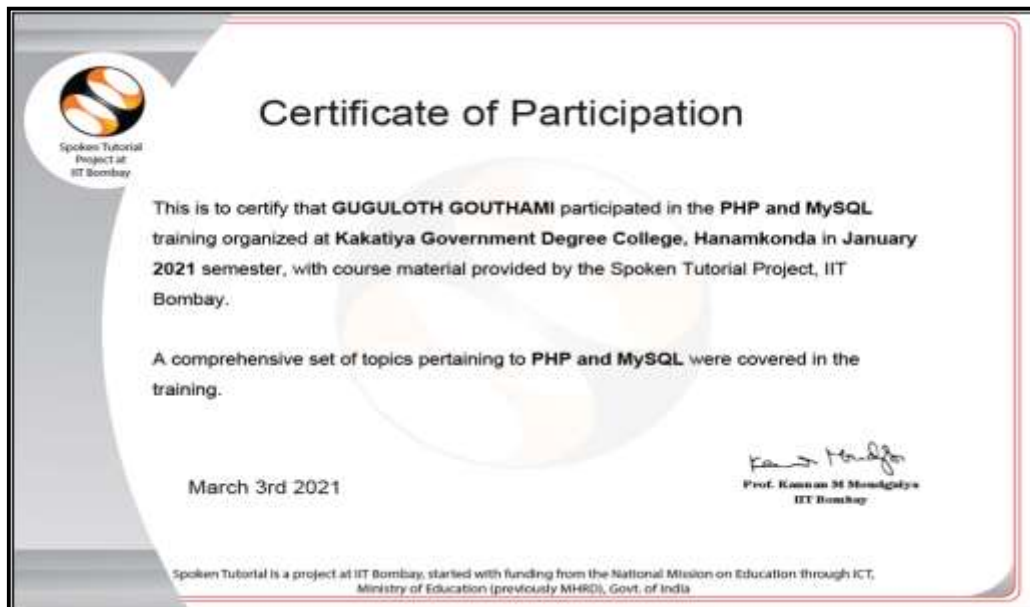 Spoken Tutorial
Project at
IIT Bombay
Certificate of Participation
This is to certify that GUGULOTH GOUTHAMI participated in the PHP and MySQL
training organized at Kakatiya Government Degree College, Hanamkonda in January
2021 semester, with course material provided by the Spoken Tutorial Project, IIT
Bombay.
A comprehensive set of topics pertaining to PHP and MySQL were covered in the
training.
March 3rd 2021
Prof. Kannan M Moudgalya
IIT Bombay
Spoken Tutorial is a project at IIT Bombay, started with funding from the National Mission on Education through ICT,
Ministry of Education (previously MHRD), Govt. of India